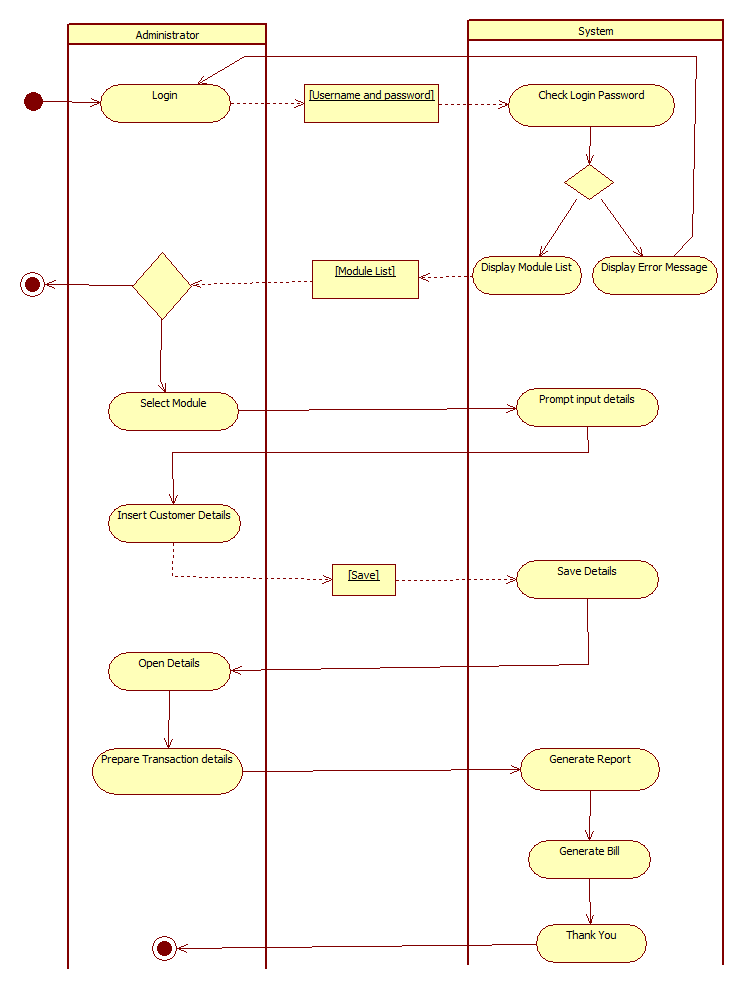 Administrator
System
Login
[Username and password]
Check Login Password
[Module List]
Display Module List
Display Error Message
Select Module
Prompt input details
Insert Customer Details
[Save]
Save Details
Open Details
Prepare Transaction details
Generate Report
Generate Bill
Thank You